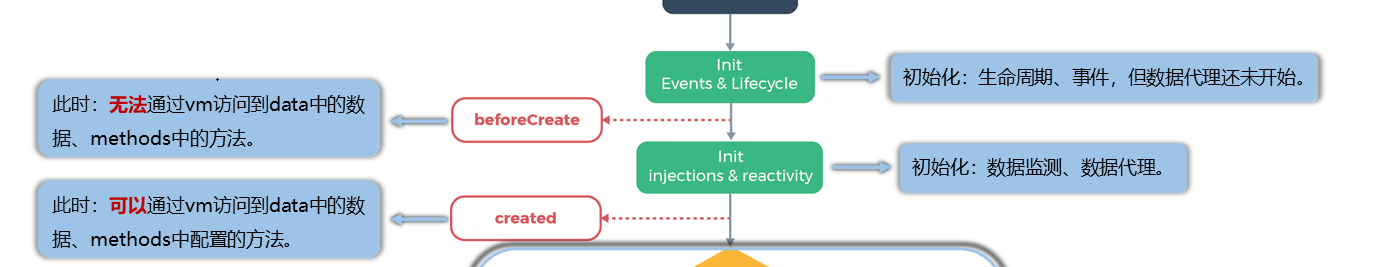 Init
Events & Lifecycle
初始化：生命周期、事件，但数据代理还未开始。
此时：无法通过vm访问到data中的数
据、methods中的方法。
beforeCreate
Init
injections & reactivity
初始化：数据监测、数据代理。
此时：可以通过vm访问到data中的数
据、methods中配置的方法。
created